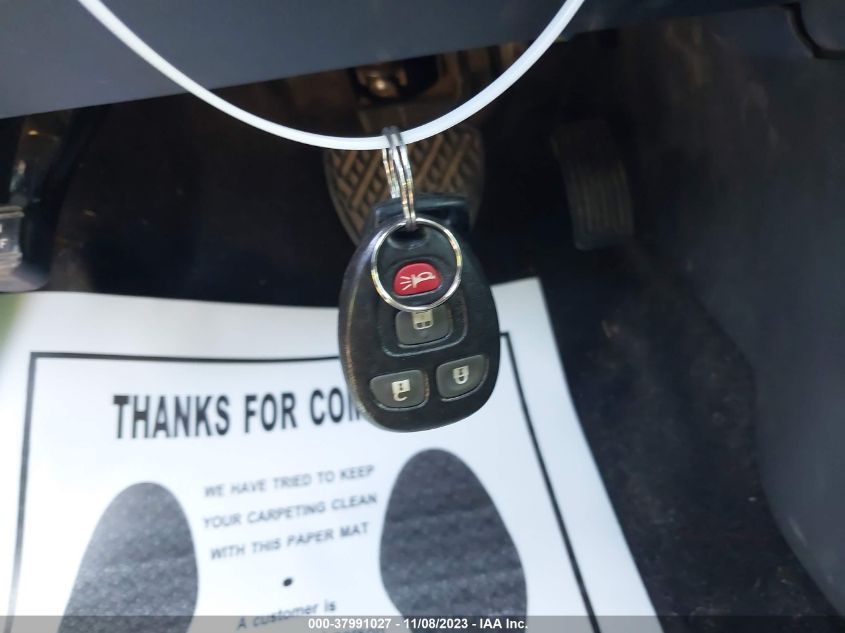 THANKS FOR
WE HAVE TRIED TO KEEP
YOUR CARPETING CLEAN
WITH THIS PAPER MAT
•
A customer is
000-37991027 - 11/08/2023 - IAA Inc.